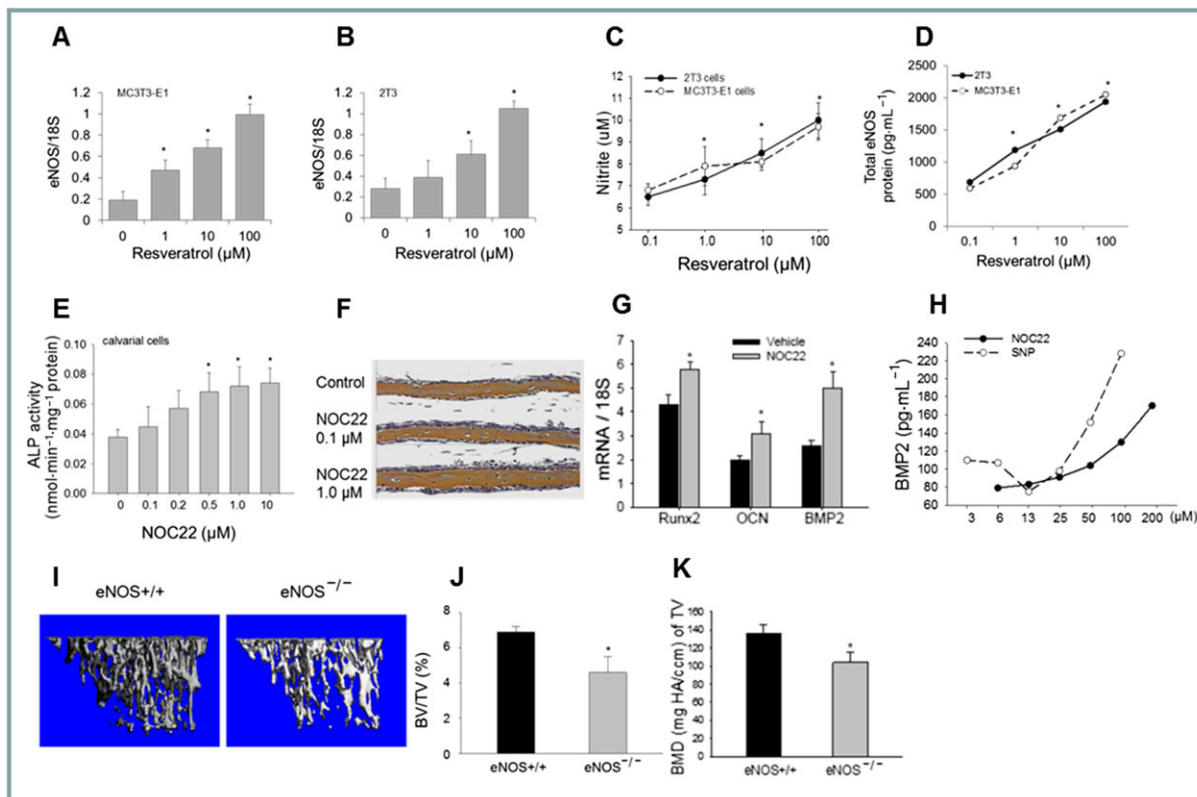 A
MC3T3-E1
eNOS/18S
1.2
1
0.8
0.6
0.4
0.2
0
0 1 10 100
Resveratrol (µM)
* * *
B
2T3
eNOS/18S
1.2
1
0.8
0.6
0.4
0.2
0
0 1 10 100
Resveratrol (µM)
* *
C
2T3 cells
MC3T3-E1 cells
Nitrite (uM)
12
11
10
9
8
7
6
5
0.1 1.0 10 100
Resveratrol (µM)
* * *
D
2T3
MC3T3-E1
Total eNOS
protein (pg·mL⁻¹)
2500
2000
1500
1000
500
0
0.1 1 10 100
Resveratrol (µM)
* * *
E
calvarial cells
ALP activity
(nmol·min⁻¹·mg⁻¹ protein)
0.10
0.08
0.06
0.04
0.02
0.00
0 0.1 0.2 0.5 1.0 10
NOC22 (µM)
* * *
F
Control
NOC22
0.1 µM
NOC22
1.0 µM
G
Vehicle
NOC22
mRNA / 18S
7
6
5
4
3
2
1
0
Runx2 OCN BMP2
* * *
H
NOC22
SNP
BMP2 (pg·mL⁻¹)
240
220
200
180
160
140
120
100
80
60
3 6 13 25 50 100 200 (µM)
I
eNOS+/+ eNOS⁻/⁻
J
BV/TV (%)
8
6
4
2
0
eNOS+/+ eNOS⁻/⁻
*
K
BMD (mg HA/ccm) of TV
160
140
120
100
80
60
40
20
0
eNOS+/+ eNOS⁻/⁻
*